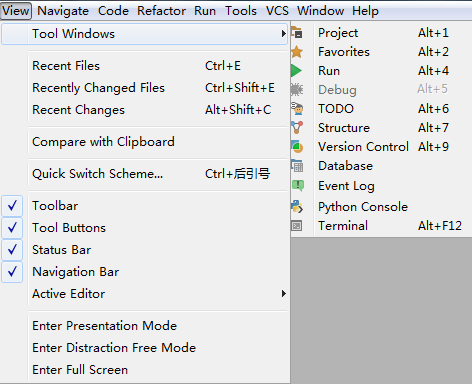 View Navigate Code Refactor Run Tools VCS Window Help
Tool Windows
Recent Files Ctrl+E
Recently Changed Files Ctrl+Shift+E
Recent Changes Alt+Shift+C
Compare with Clipboard
Quick Switch Scheme... Ctrl+后引号
Toolbar
Tool Buttons
Status Bar
Navigation Bar
Active Editor
Enter Presentation Mode
Enter Distraction Free Mode
Enter Full Screen
Project Alt+1
Favorites Alt+2
Run Alt+4
Debug Alt+5
TODO Alt+6
Structure Alt+7
Version Control Alt+9
Database
Event Log
Python Console
Terminal Alt+F12